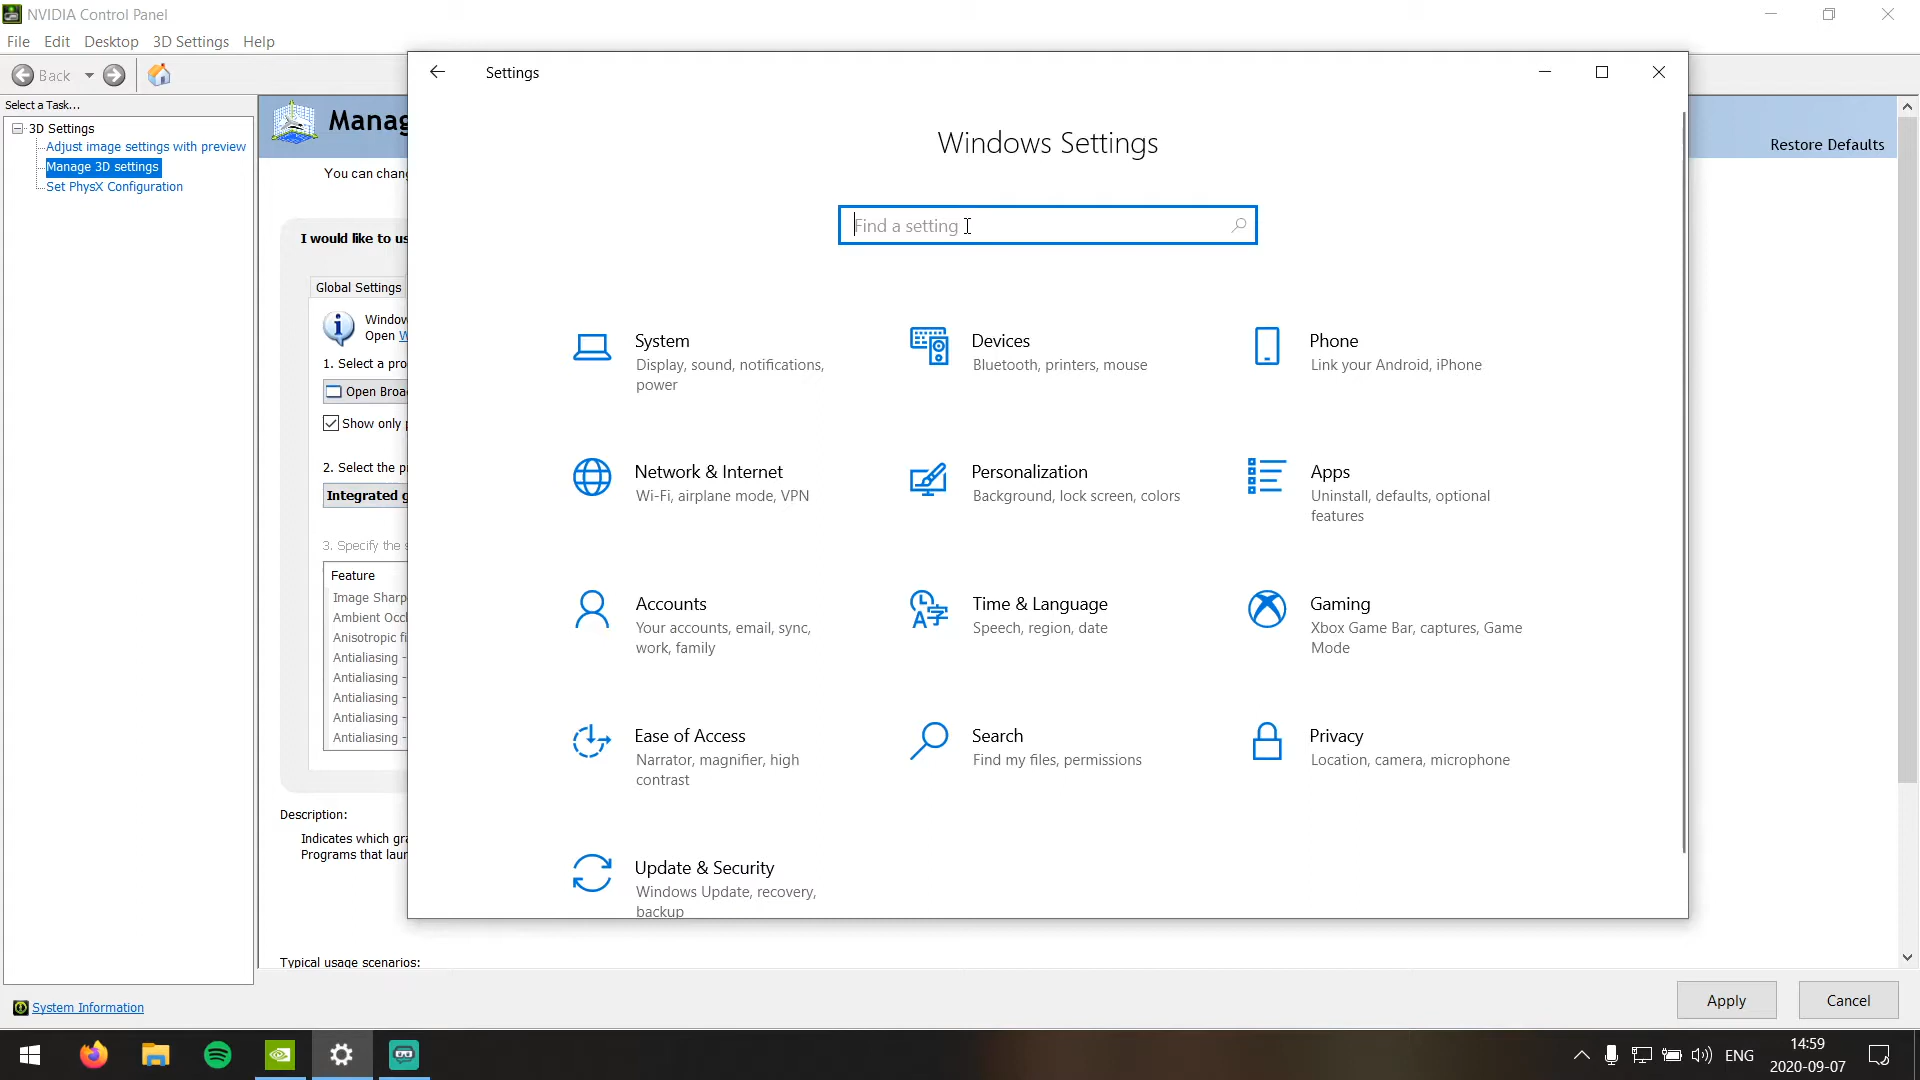 NVIDIA Control Panel
File Edit Desktop 3D Settings Help
Back
Select a Task...
3D Settings
Adjust image settings with preview
Manage 3D settings
Set PhysX Configuration
System Information
Manag
Restore Defaults
You can chang
I would like to us
Global Settings
Window
Open W
1. Select a pro
Open Broa
Show only p
2. Select the pr
Integrated g
3. Specify the s
Feature
Image Sharp
Ambient Occl
Anisotropic fi
Antialiasing -
Antialiasing -
Antialiasing -
Antialiasing -
Antialiasing -
Description:
Indicates which gra
Programs that laun
Typical usage scenarios:
Settings
Windows Settings
Find a setting
System
Display, sound, notifications,
power
Devices
Bluetooth, printers, mouse
Phone
Link your Android, iPhone
Network & Internet
Wi-Fi, airplane mode, VPN
Personalization
Background, lock screen, colors
Apps
Uninstall, defaults, optional
features
Accounts
Your accounts, email, sync,
work, family
Time & Language
Speech, region, date
Gaming
Xbox Game Bar, captures, Game
Mode
Ease of Access
Narrator, magnifier, high
contrast
Search
Find my files, permissions
Privacy
Location, camera, microphone
Update & Security
Windows Update, recovery,
backup
Apply
Cancel
ENG
14:59
2020-09-07